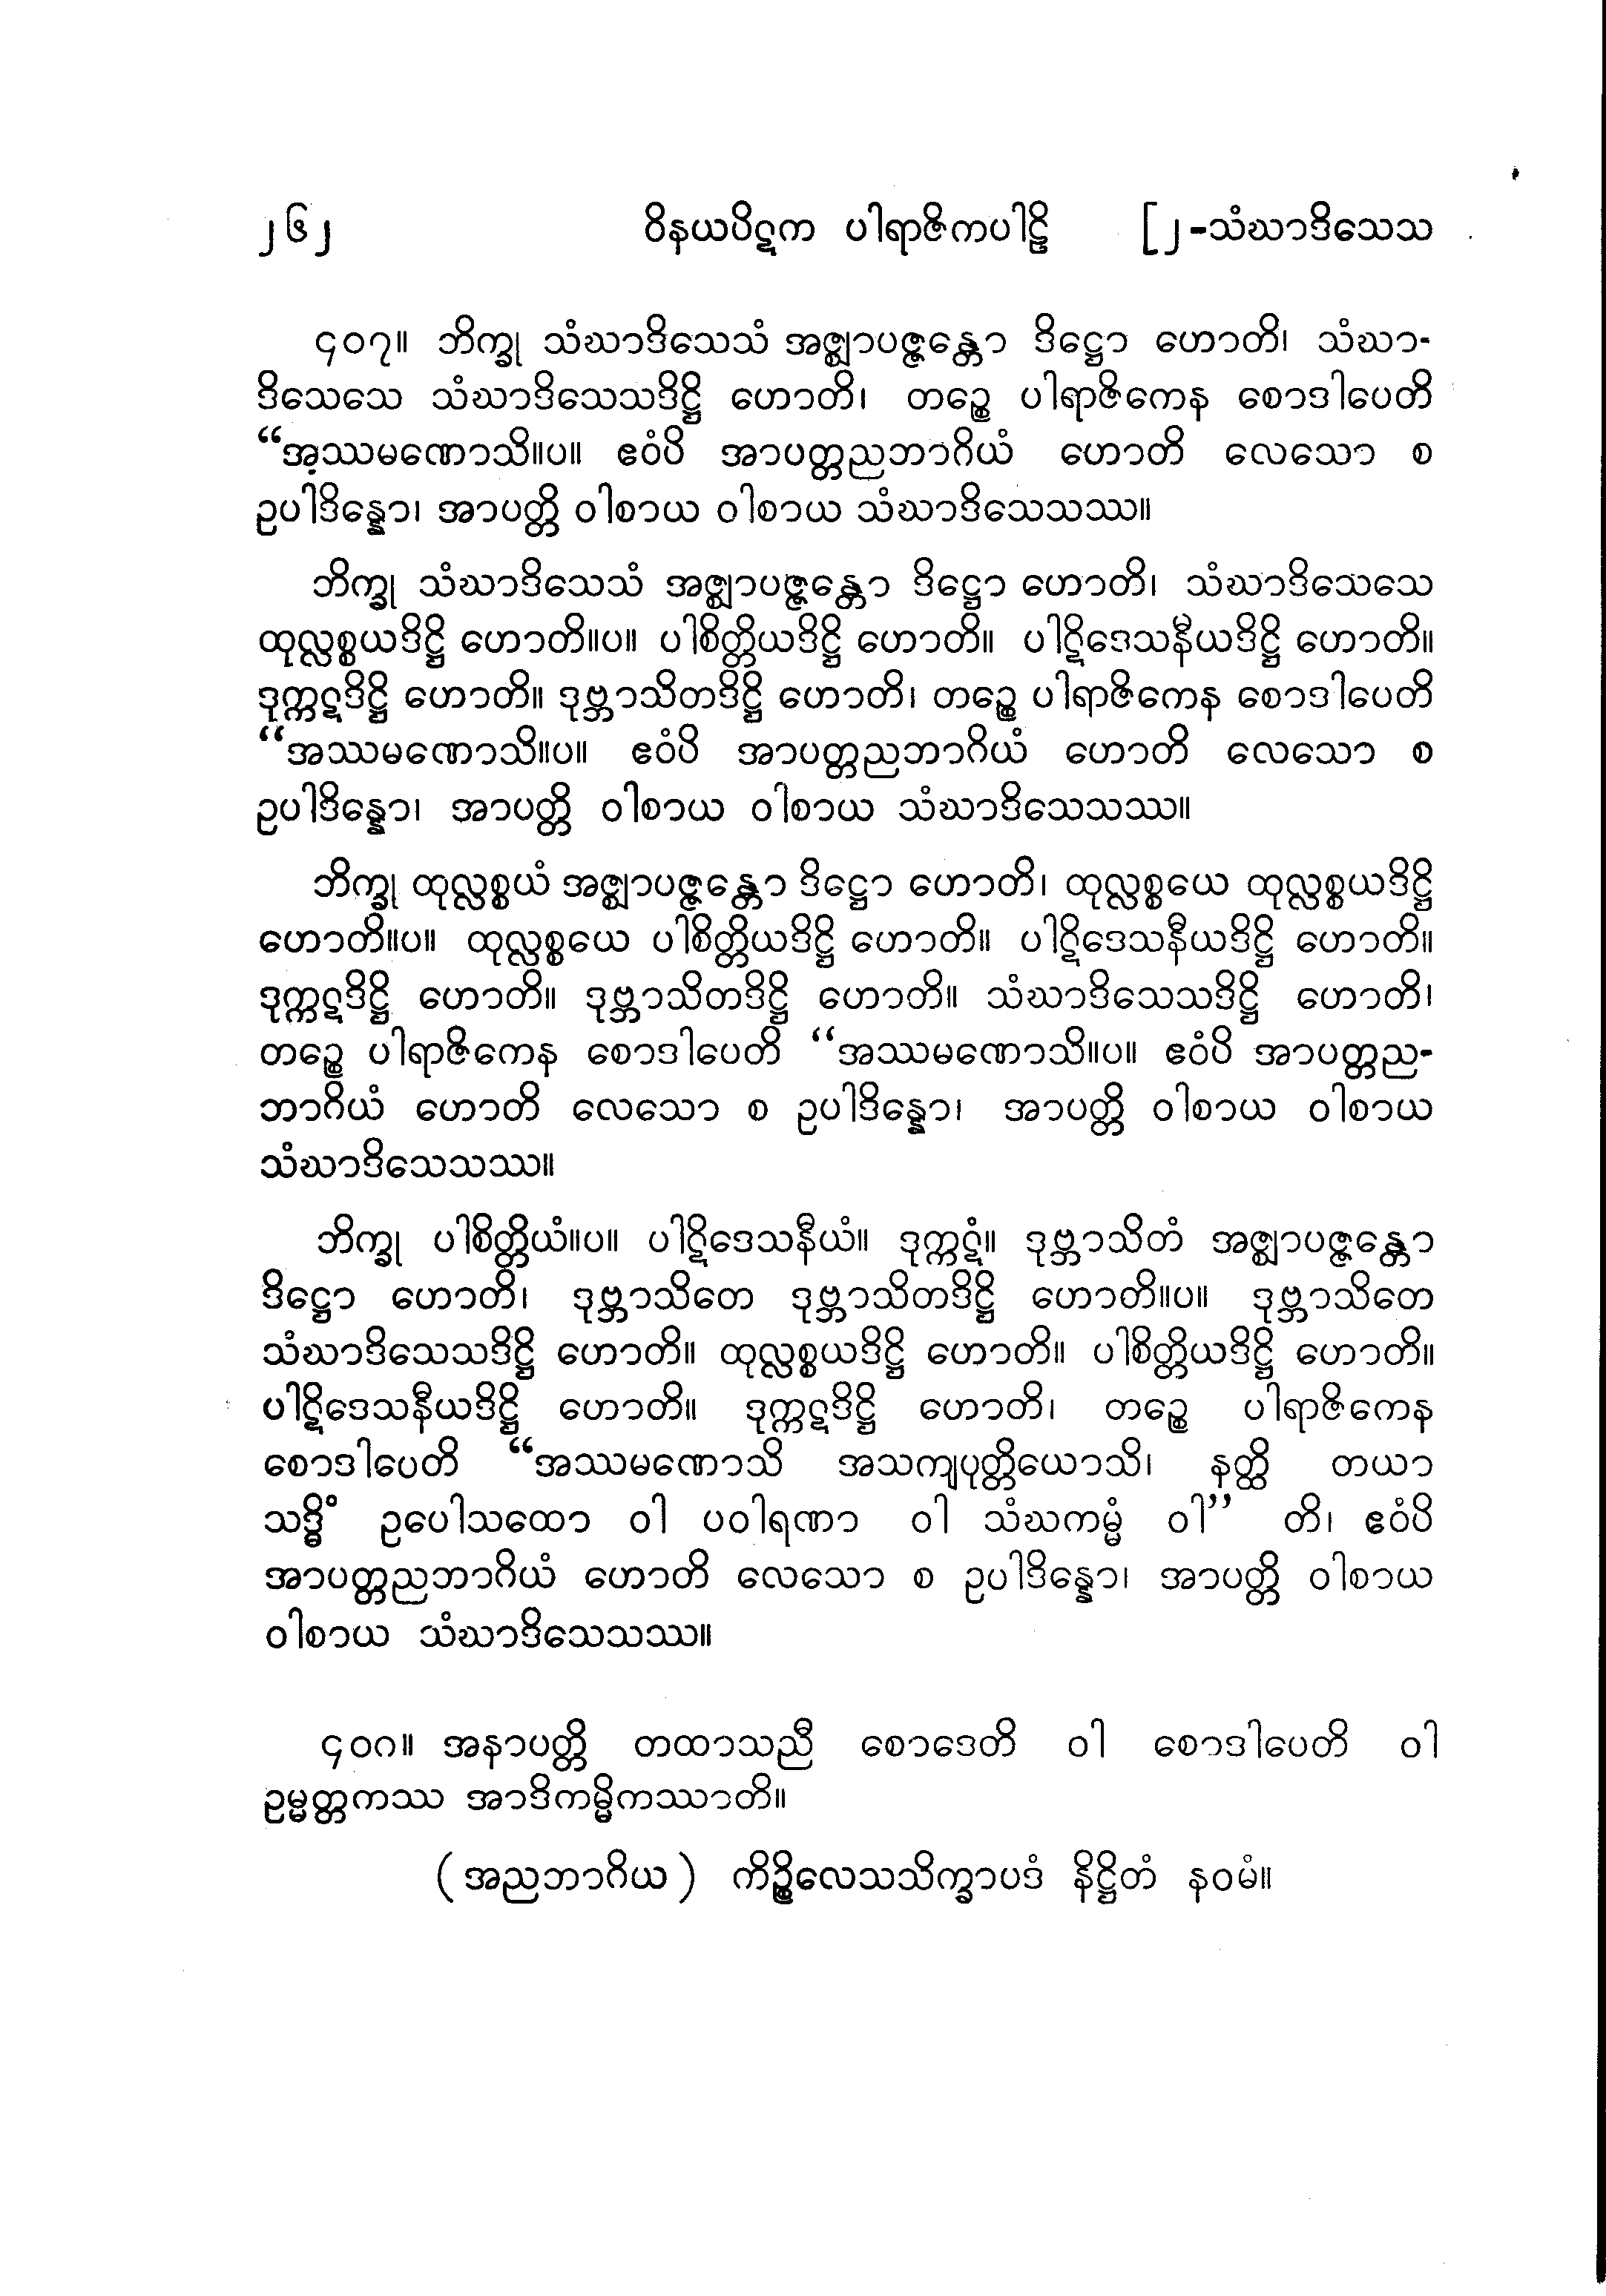 ၂၆၂ ဝိနယပိဋက ပါရာဇိကပါဠိ [၂-သံဃာဒိသေသ
၄၀၇။ ဘိက္ခု သံဃာဒိသေသံ အဇ္ဈာပဇ္ဇန္တော ဒိဋ္ဌော ဟောတိ၊ သံဃာ-
ဒိသေသေ သံဃာဒိသေသဒိဋ္ဌိ ဟောတိ၊ တဉ္စေ ပါရာဇိကေန စောဒါပေတိ
“အဿမဏောသိ။ပ။ ဧဝံပိ အာပတ္တညဘာဂိယံ ဟောတိ လေသော စ
ဥပါဒိန္နော၊ အာပတ္တိ ဝါစာယ ဝါစာယ သံဃာဒိသေသဿ။
ဘိက္ခု သံဃာဒိသေသံ အဇ္ဈာပဇ္ဇန္တော ဒိဋ္ဌော ဟောတိ၊ သံဃာဒိသေသေ
ထုလ္လစ္စယဒိဋ္ဌိ ဟောတိ။ပ။ ပါစိတ္တိယဒိဋ္ဌိ ဟောတိ။ ပါဋိဒေသနီယဒိဋ္ဌိ ဟောတိ။
ဒုက္ကဋဒိဋ္ဌိ ဟောတိ။ ဒုဗ္ဘာသိတဒိဋ္ဌိ ဟောတိ၊ တဉ္စေ ပါရာဇိကေန စောဒါပေတိ
“အဿမဏောသိ။ပ။ ဧဝံပိ အာပတ္တညဘာဂိယံ ဟောတိ လေသော စ
ဥပါဒိန္နော၊ အာပတ္တိ ဝါစာယ ဝါစာယ သံဃာဒိသေသဿ။
ဘိက္ခု ထုလ္လစ္စယံ အဇ္ဈာပဇ္ဇန္တော ဒိဋ္ဌော ဟောတိ၊ ထုလ္လစ္စယေ ထုလ္လစ္စယဒိဋ္ဌိ
ဟောတိ။ပ။ ထုလ္လစ္စယေ ပါစိတ္တိယဒိဋ္ဌိ ဟောတိ။ ပါဋိဒေသနီယဒိဋ္ဌိ ဟောတိ။
ဒုက္ကဋဒိဋ္ဌိ ဟောတိ။ ဒုဗ္ဘာသိတဒိဋ္ဌိ ဟောတိ။ သံဃာဒိသေသဒိဋ္ဌိ ဟောတိ၊
တဉ္စေ ပါရာဇိကေန စောဒါပေတိ “အဿမဏောသိ။ပ။ ဧဝံပိ အာပတ္တည-
ဘာဂိယံ ဟောတိ လေသော စ ဥပါဒိန္နော၊ အာပတ္တိ ဝါစာယ ဝါစာယ
သံဃာဒိသေသဿ။
ဘိက္ခု ပါစိတ္တိယံ။ပ။ ပါဋိဒေသနီယံ။ ဒုက္ကဋံ။ ဒုဗ္ဘာသိတံ အဇ္ဈာပဇ္ဇန္တော
ဒိဋ္ဌော ဟောတိ၊ ဒုဗ္ဘာသိတေ ဒုဗ္ဘာသိတဒိဋ္ဌိ ဟောတိ။ပ။ ဒုဗ္ဘာသိတေ
သံဃာဒိသေသဒိဋ္ဌိ ဟောတိ။ ထုလ္လစ္စယဒိဋ္ဌိ ဟောတိ။ ပါစိတ္တိယဒိဋ္ဌိ ဟောတိ။
ပါဋိဒေသနီယဒိဋ္ဌိ ဟောတိ။ ဒုက္ကဋဒိဋ္ဌိ ဟောတိ၊ တဉ္စေ ပါရာဇိကေန
စောဒါပေတိ “အဿမဏောသိ အသကျပုတ္တိယောသိ၊ နတ္ထိ တယာ
သဒ္ဓိံ ဥပေါသထော ဝါ ပဝါရဏာ ဝါ သံဃကမ္မံ ဝါ” တိ၊ ဧဝံပိ
အာပတ္တညဘာဂိယံ ဟောတိ လေသော စ ဥပါဒိန္နော၊ အာပတ္တိ ဝါစာယ
ဝါစာယ သံဃာဒိသေသဿ။
၄၀၈။ အနာပတ္တိ တထာသညီ စောဒေတိ ဝါ စောဒါပေတိ ဝါ
ဥမ္မတ္တကဿ အာဒိကမ္မိကဿာတိ။
(အညဘာဂိယ) ကိဉ္စိလေသသိက္ခာပဒံ နိဋ္ဌိတံ နဝမံ။